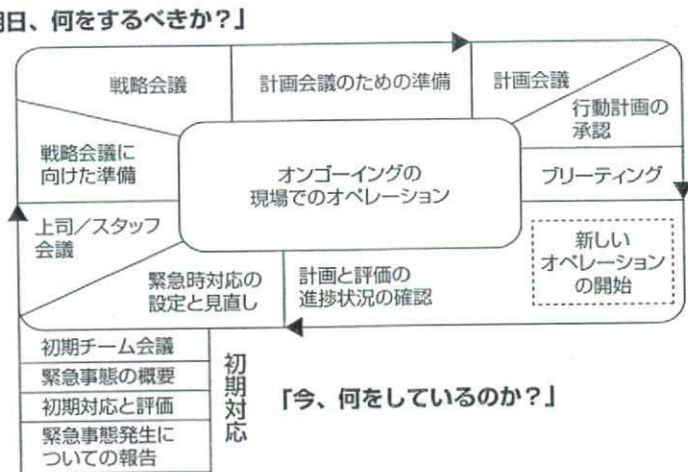 明日、何をするべきか？」
戦略会議
計画会議のための準備
計画会議
行動計画の
承認
戦略会議に
向けた準備
オンゴーイングの
現場でのオペレーション
ブリーティング
上司／スタッフ
会議
新しい
オペレーション
の開始
緊急時対応の
設定と見直し
計画と評価の
進捗状況の確認
初期チーム会議
緊急事態の概要
初期対応と評価
緊急事態発生に
ついての報告
初期対応
「今、何をしているのか？」